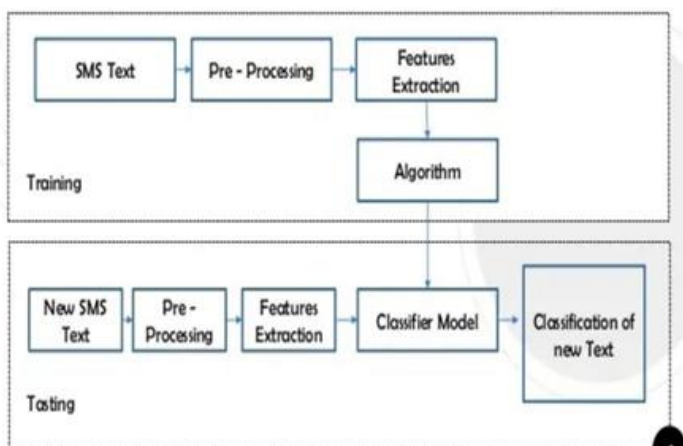 SMS Text
Pre - Processing
Features
Extraction
Algorithm
Training
New SMS
Text
Pre -
Processing
Features
Extraction
Classifier Model
Classification of
new Text
Tasting